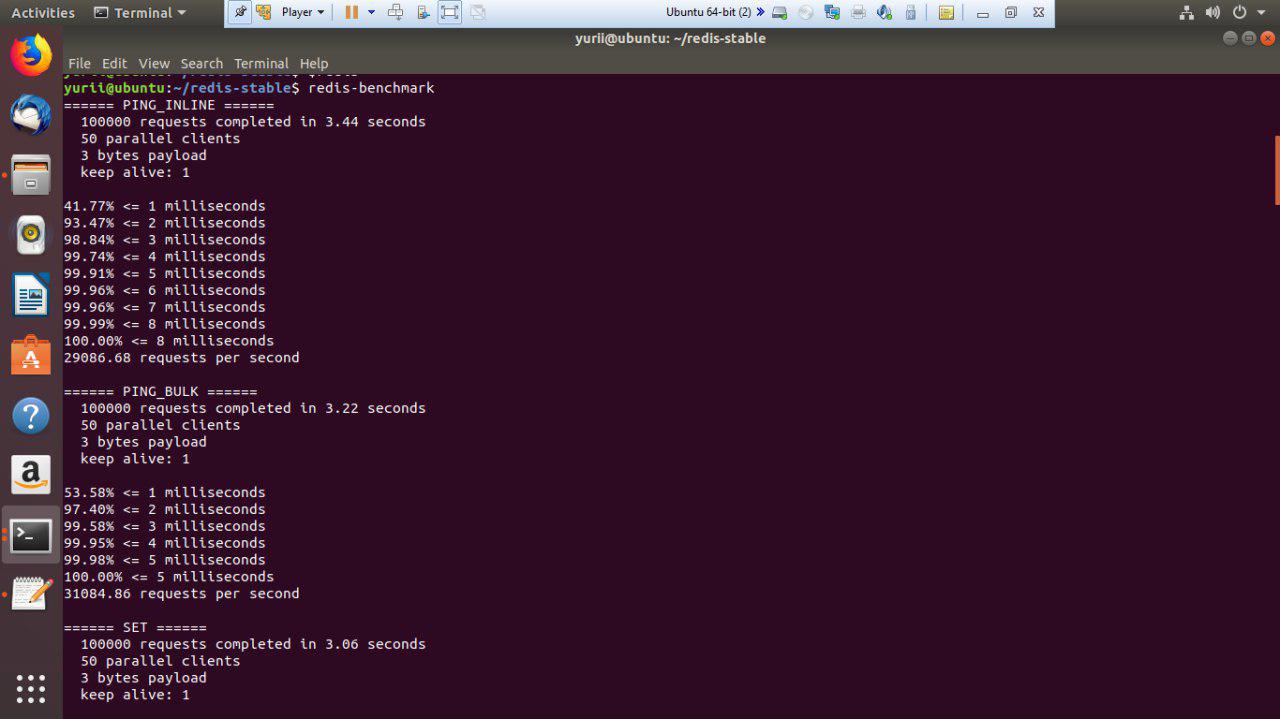 Activities
Terminal
Player
Ubuntu 64-bit (2)
yurii@ubuntu: ~/redis-stable
File Edit View Search Terminal Help
yurii@ubuntu:~/redis-stable$ redis-benchmark
====== PING_INLINE ======
100000 requests completed in 3.44 seconds
50 parallel clients
3 bytes payload
keep alive: 1
41.77% <= 1 milliseconds
93.47% <= 2 milliseconds
98.84% <= 3 milliseconds
99.74% <= 4 milliseconds
99.91% <= 5 milliseconds
99.96% <= 6 milliseconds
99.96% <= 7 milliseconds
99.99% <= 8 milliseconds
100.00% <= 8 milliseconds
29086.68 requests per second
====== PING_BULK ======
100000 requests completed in 3.22 seconds
50 parallel clients
3 bytes payload
keep alive: 1
53.58% <= 1 milliseconds
97.40% <= 2 milliseconds
99.58% <= 3 milliseconds
99.95% <= 4 milliseconds
99.98% <= 5 milliseconds
100.00% <= 5 milliseconds
31084.86 requests per second
====== SET ======
100000 requests completed in 3.06 seconds
50 parallel clients
3 bytes payload
keep alive: 1